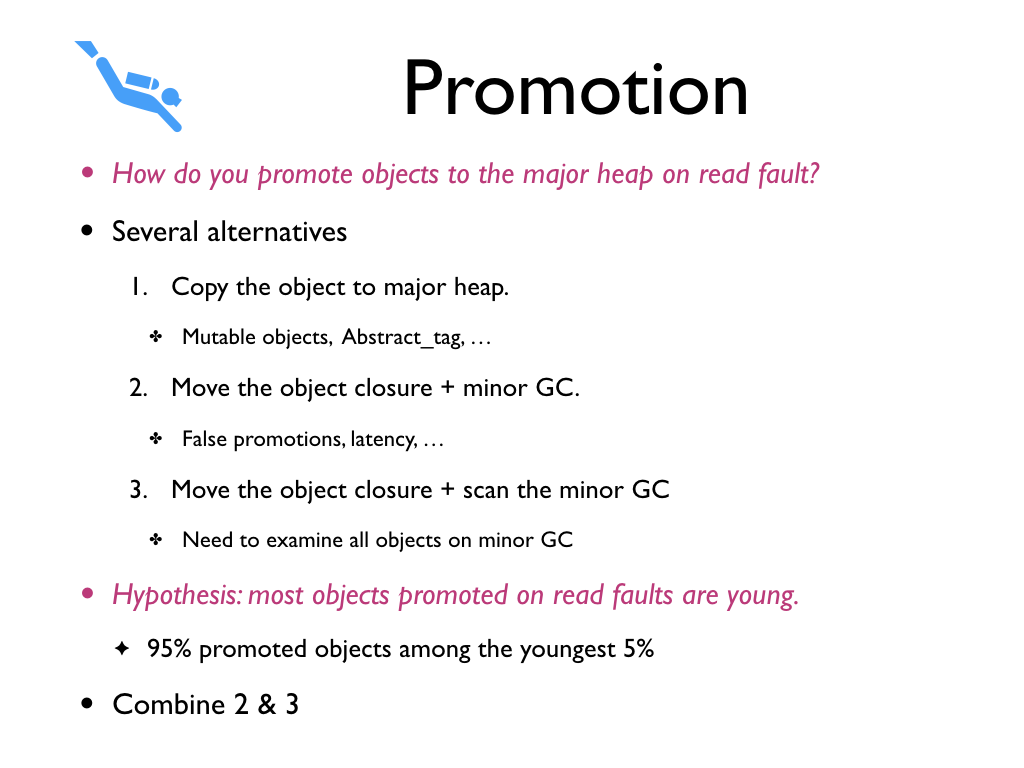 Promotion
• How do you promote objects to the major heap on read fault?
• Several alternatives
1. Copy the object to major heap.
✤ Mutable objects, Abstract_tag, …
2. Move the object closure + minor GC.
✤ False promotions, latency, …
3. Move the object closure + scan the minor GC
✤ Need to examine all objects on minor GC
• Hypothesis: most objects promoted on read faults are young.
✦ 95% promoted objects among the youngest 5%
• Combine 2 & 3